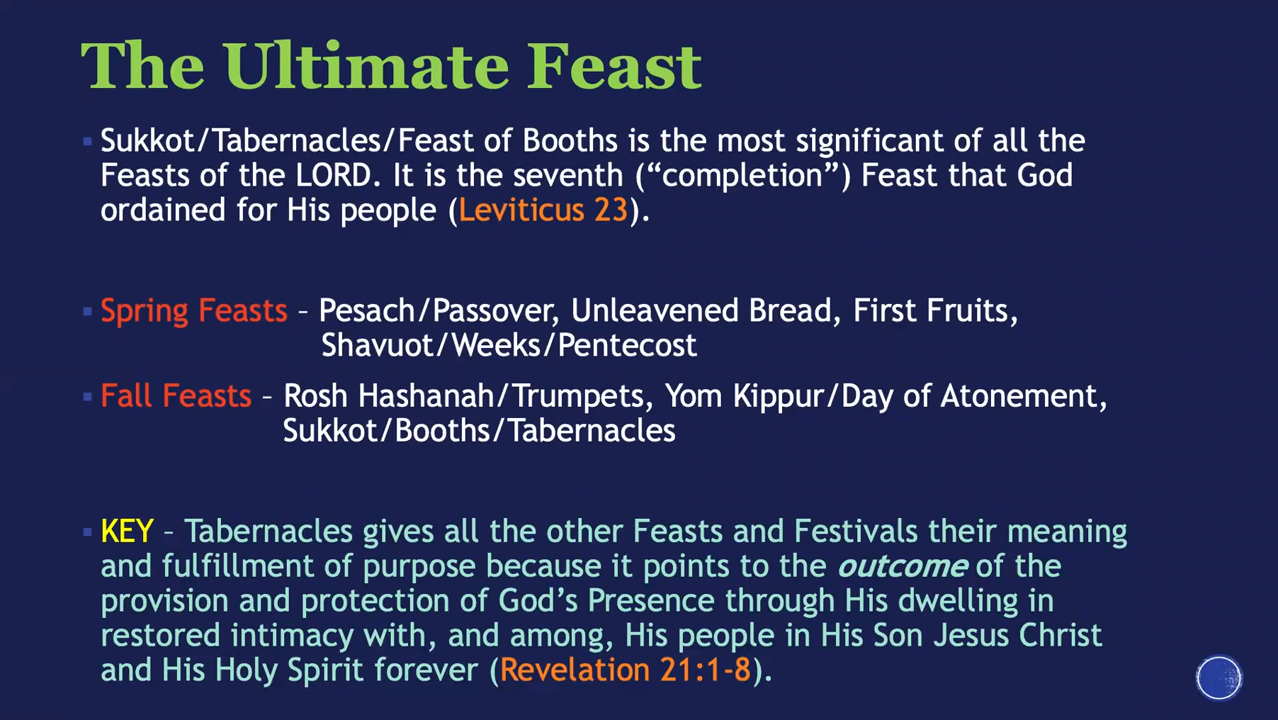 The Ultimate Feast
▪ Sukkot/Tabernacles/Feast of Booths is the most significant of all the
Feasts of the LORD. It is the seventh (“completion”) Feast that God
ordained for His people (Leviticus 23).
▪ Spring Feasts – Pesach/Passover, Unleavened Bread, First Fruits,
Shavuot/Weeks/Pentecost
▪ Fall Feasts – Rosh Hashanah/Trumpets, Yom Kippur/Day of Atonement,
Sukkot/Booths/Tabernacles
▪ KEY – Tabernacles gives all the other Feasts and Festivals their meaning
and fulfillment of purpose because it points to the outcome of the
provision and protection of God’s Presence through His dwelling in
restored intimacy with, and among, His people in His Son Jesus Christ
and His Holy Spirit forever (Revelation 21:1-8).